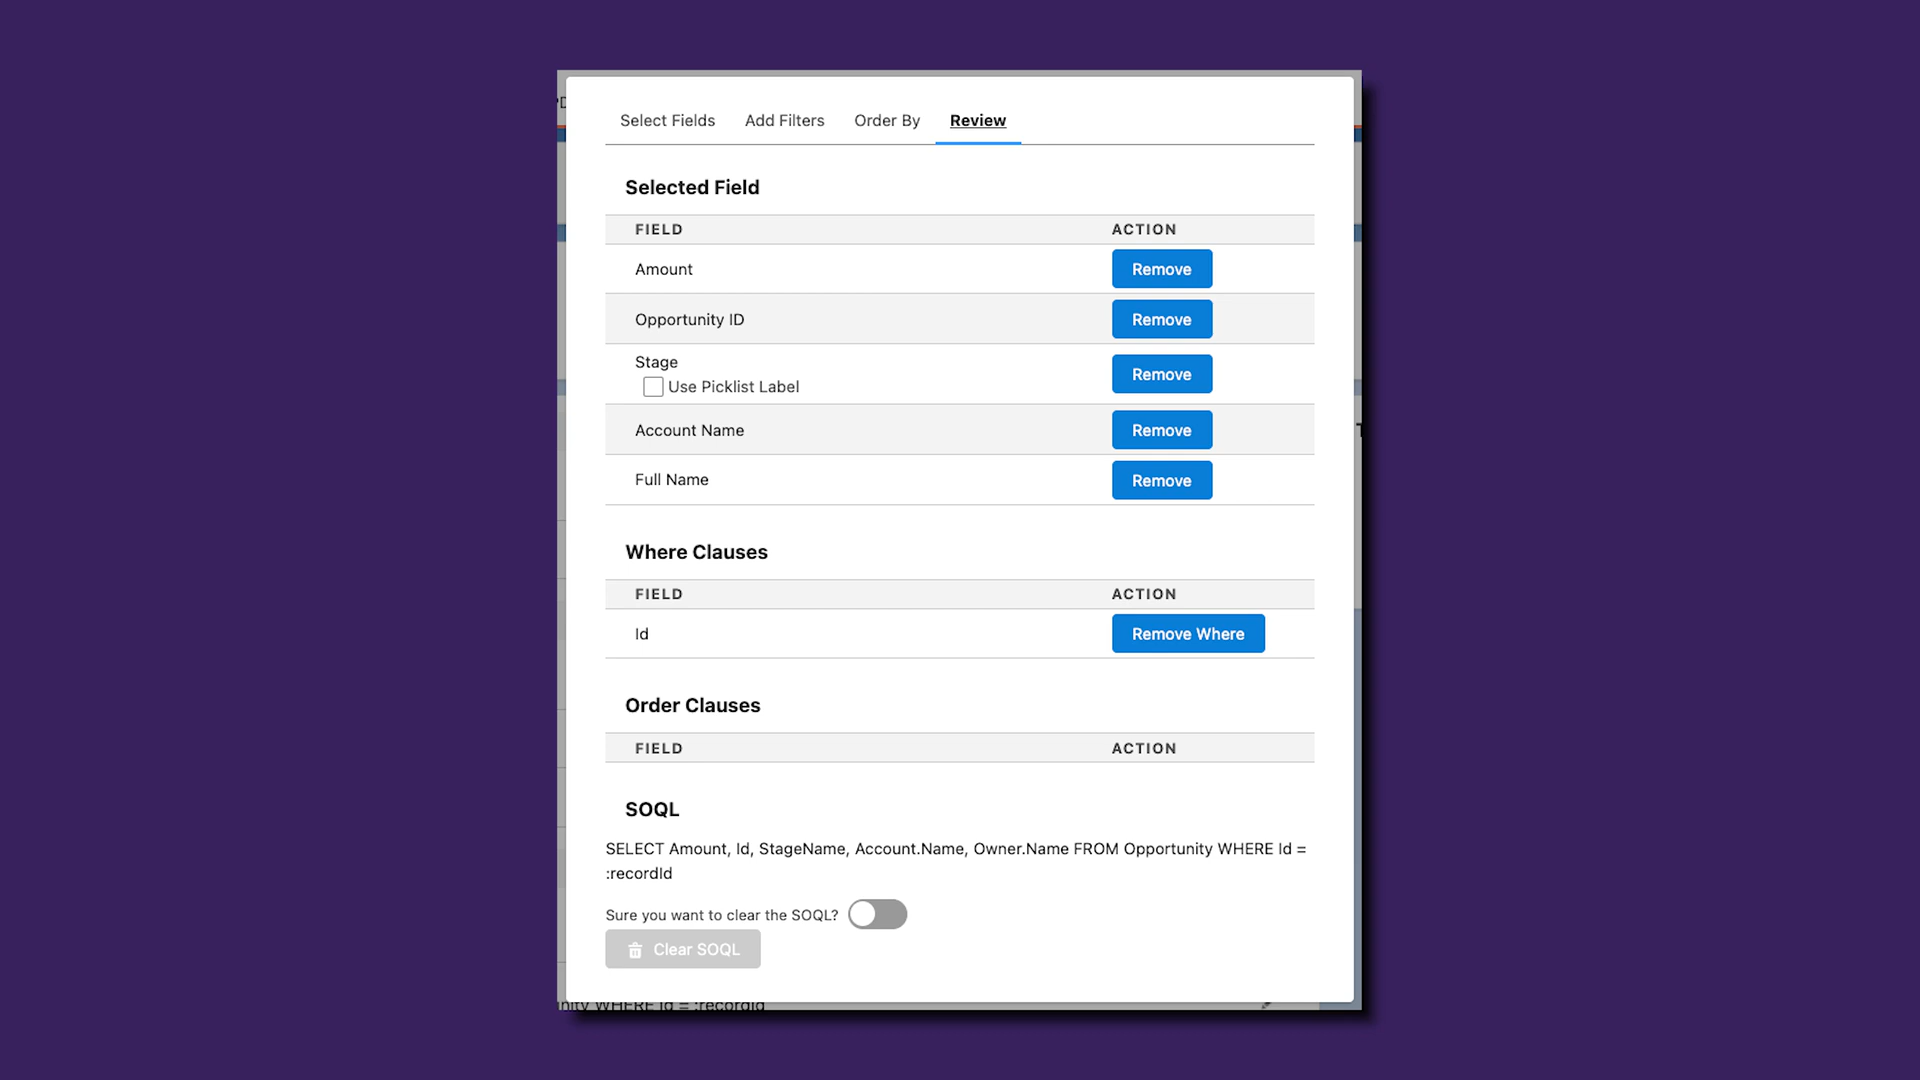 Select Fields Add Filters Order By Review
Selected Field
FIELD ACTION
Amount Remove
Opportunity ID Remove
Stage
Use Picklist Label Remove
Account Name Remove
Full Name Remove
Where Clauses
FIELD ACTION
Id Remove Where
Order Clauses
FIELD ACTION
SOQL
SELECT Amount, Id, StageName, Account.Name, Owner.Name FROM Opportunity WHERE Id =
:recordId
Sure you want to clear the SOQL?
Clear SOQL
WHERE Id = :recordId